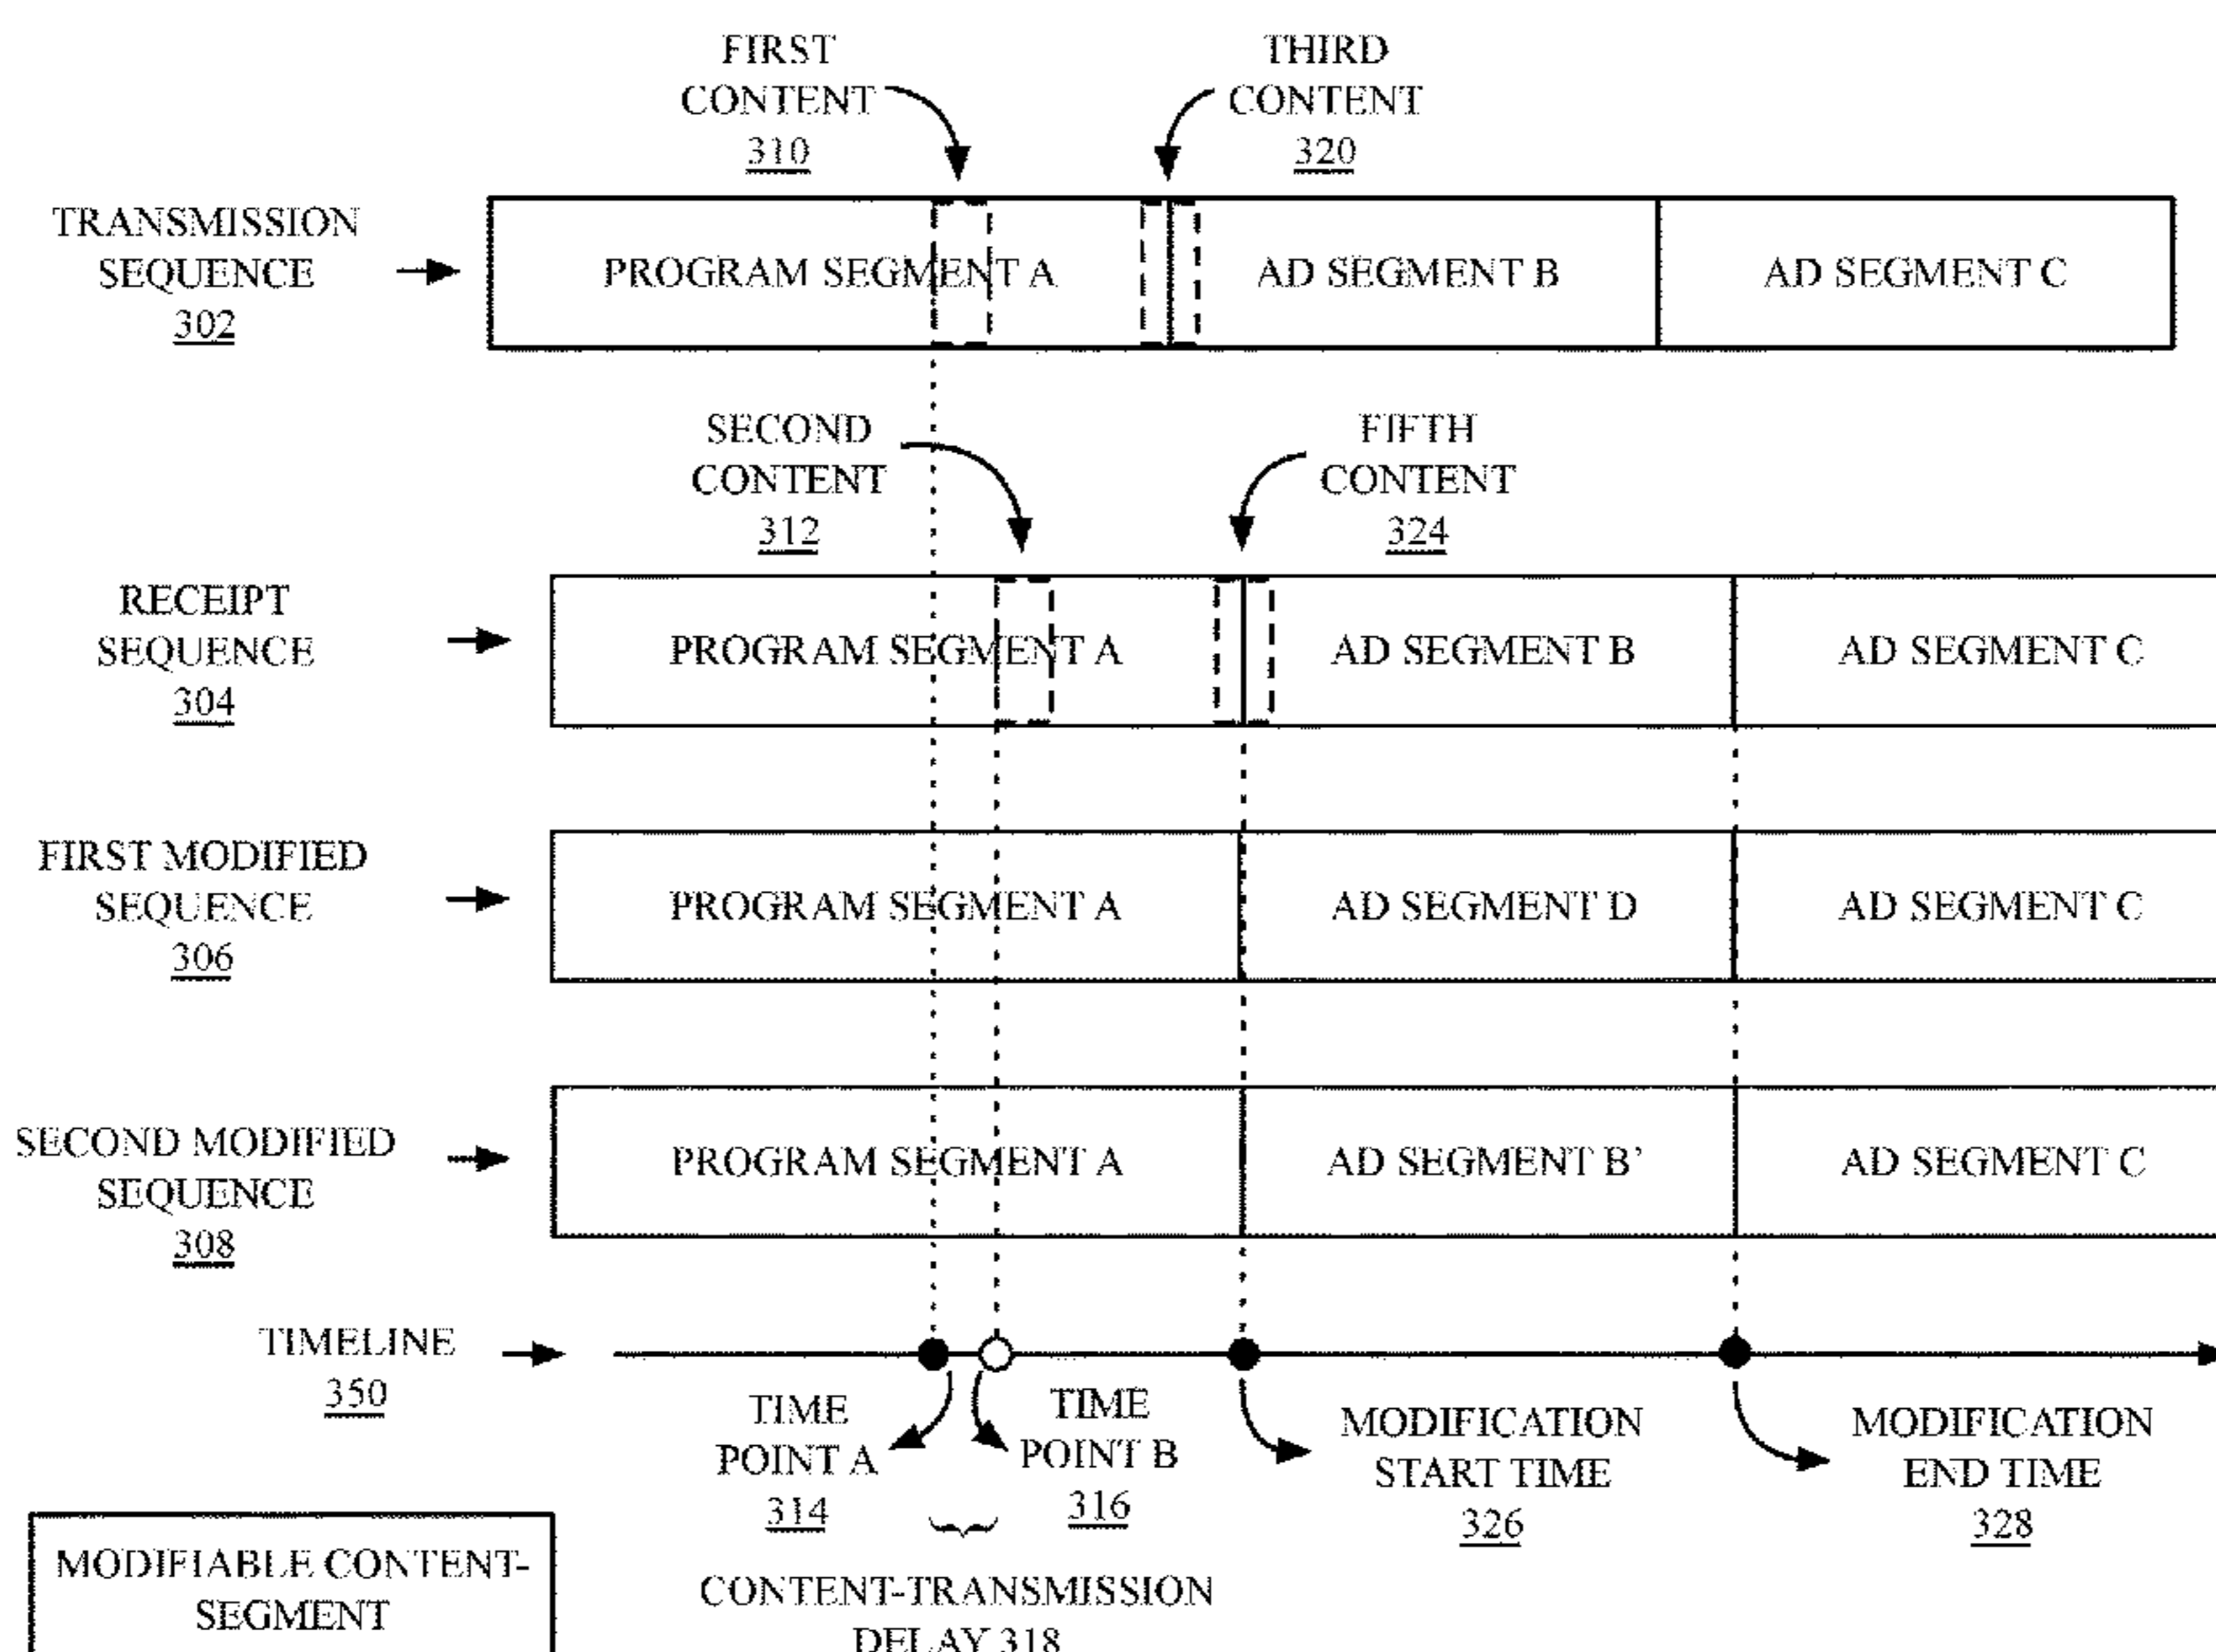 FIRST
CONTENT
310
THIRD
CONTENT
320
TRANSMISSION
SEQUENCE
302
PROGRAM SEGMENT A
AD SEGMENT B
AD SEGMENT C
SECOND
CONTENT
312
FIFTH
CONTENT
324
RECEIPT
SEQUENCE
304
PROGRAM SEGMENT A
AD SEGMENT B
AD SEGMENT C
FIRST MODIFIED
SEQUENCE
306
PROGRAM SEGMENT A
AD SEGMENT D
AD SEGMENT C
SECOND MODIFIED
SEQUENCE
308
PROGRAM SEGMENT A
AD SEGMENT B'
AD SEGMENT C
TIMELINE
350
TIME
POINT A
314
TIME
POINT B
316
MODIFICATION
START TIME
326
MODIFICATION
END TIME
328
CONTENT-TRANSMISSION
DELAY 318
MODIFIABLE CONTENT-
SEGMENT